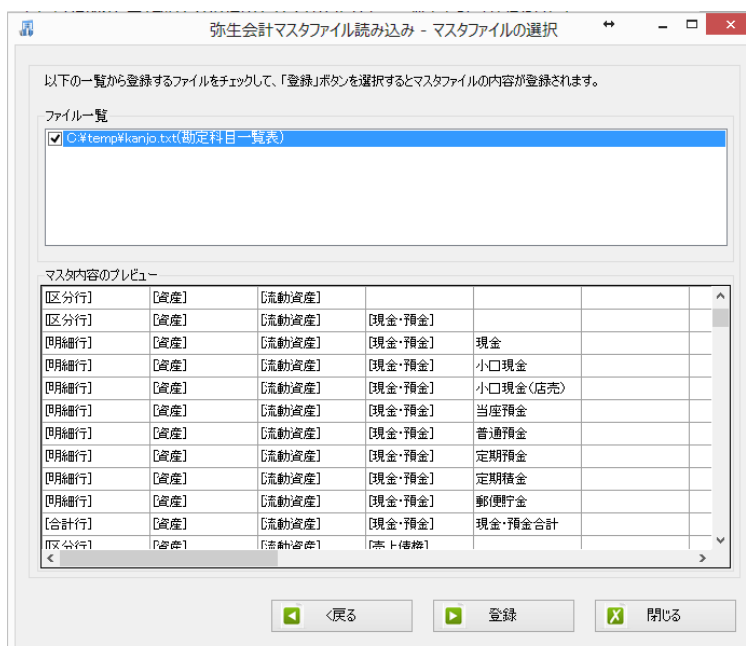 弥生会計マスタファイル読み込み - マスタファイルの選択
以下の一覧から登録するファイルをチェックして、「登録」ボタンを選択するとマスタファイルの内容が登録されます。
ファイル一覧
C:¥temp¥kanjo.txt(勘定科目一覧表)
マスタ内容のプレビュー
[区分行] [資産] [流動資産]
[区分行] [資産] [流動資産] [現金・預金]
[明細行] [資産] [流動資産] [現金・預金] 現金
[明細行] [資産] [流動資産] [現金・預金] 小口現金
[明細行] [資産] [流動資産] [現金・預金] 小口現金(店売)
[明細行] [資産] [流動資産] [現金・預金] 当座預金
[明細行] [資産] [流動資産] [現金・預金] 普通預金
[明細行] [資産] [流動資産] [現金・預金] 定期預金
[明細行] [資産] [流動資産] [現金・預金] 定期積金
[明細行] [資産] [流動資産] [現金・預金] 郵便貯金
[合計行] [資産] [流動資産] [現金・預金] 現金・預金合計
[区分行] [資産] [流動資産] [売上債権]
<戻る 登録 閉じる